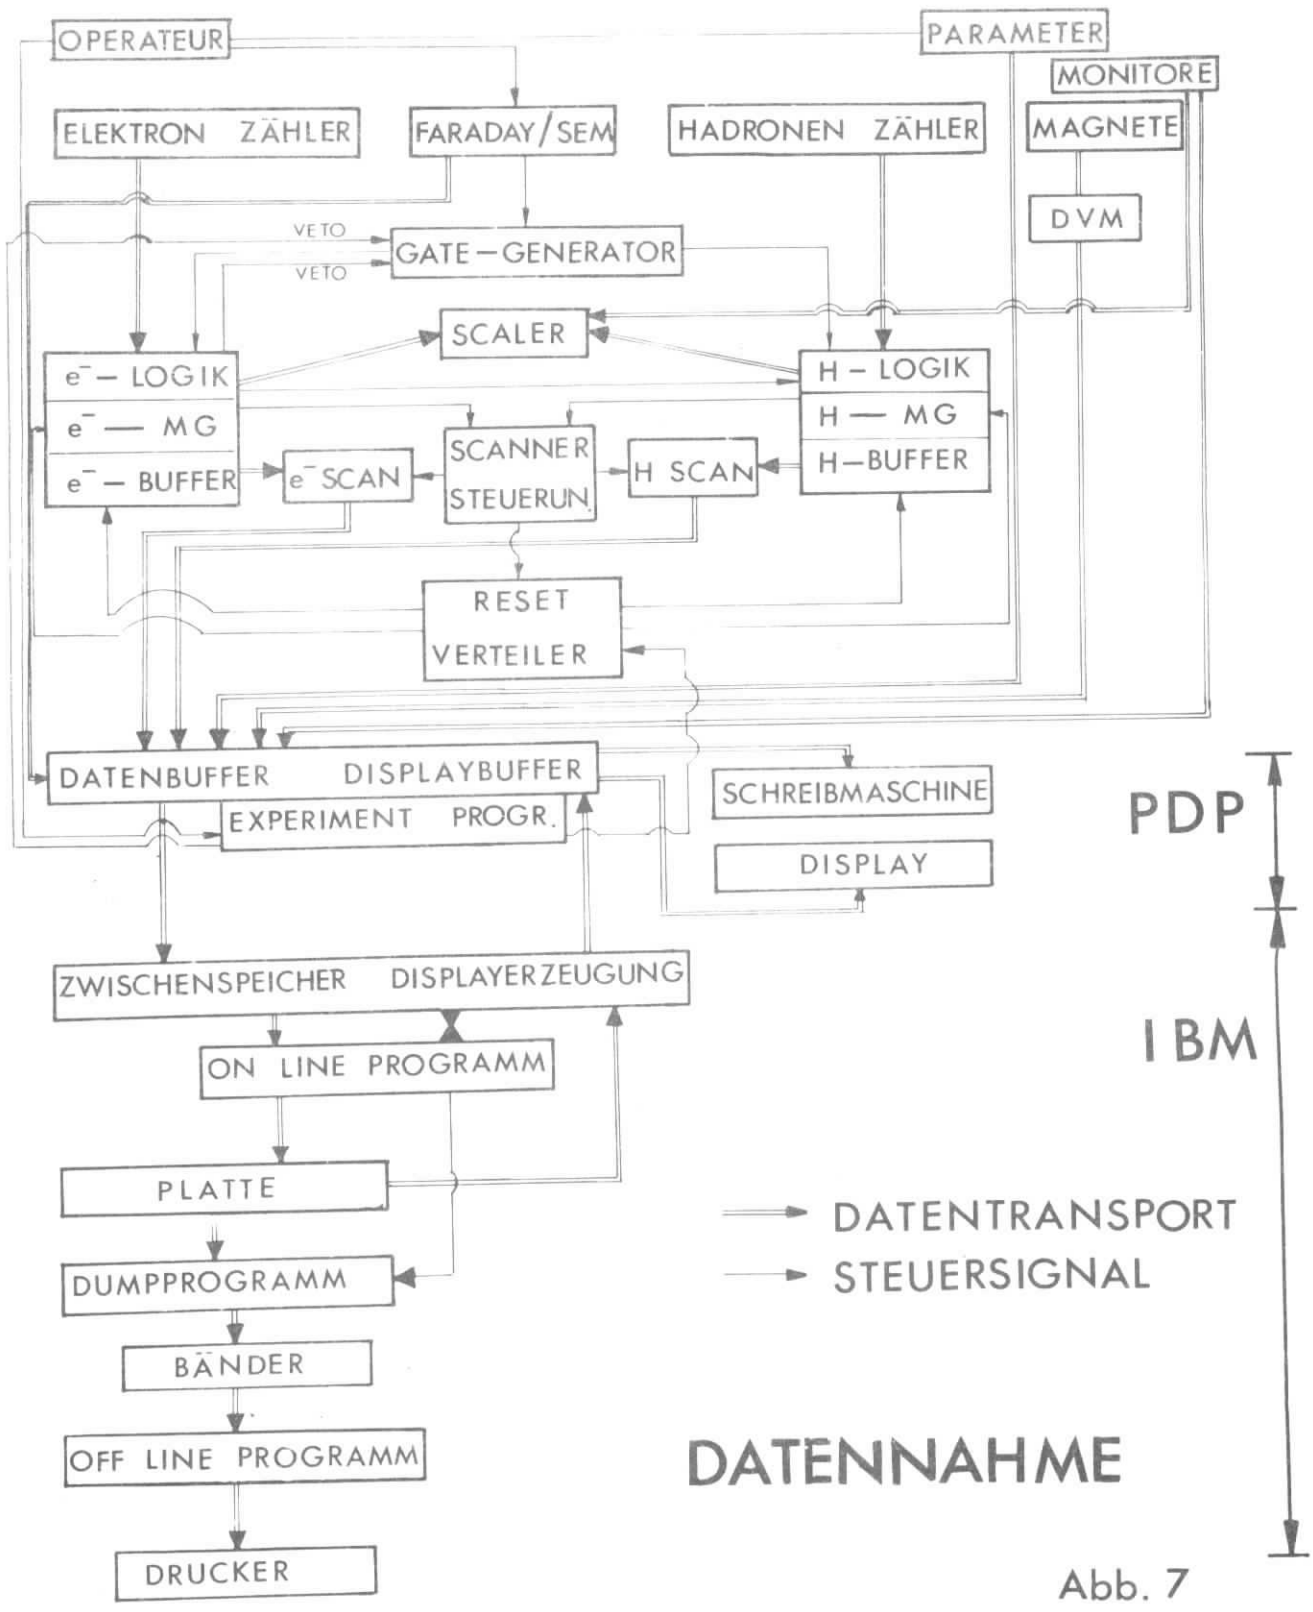 OPERATEUR
PARAMETER
MONITORE
ELEKTRON ZÄHLER
FARADAY/SEM
HADRONEN ZÄHLER
MAGNETE
DVM
VETO
GATE-GENERATOR
VETO
SCALER
e⁻ - LOGIK
e⁻ - MG
e⁻ - BUFFER
H - LOGIK
H - MG
H-BUFFER
e⁻ SCAN
SCANNER
STEUERUN.
H SCAN
RESET
VERTEILER
DATENBUFFER DISPLAYBUFFER
EXPERIMENT PROGR.
SCHREIBMASCHINE
DISPLAY
PDP
ZWISCHENSPEICHER DISPLAYERZEUGUNG
ON LINE PROGRAMM
IBM
PLATTE
DUMPPROGRAMM
BÄNDER
OFF LINE PROGRAMM
DRUCKER
DATENTRANSPORT
STEUERSIGNAL
DATENNAHME
Abb. 7